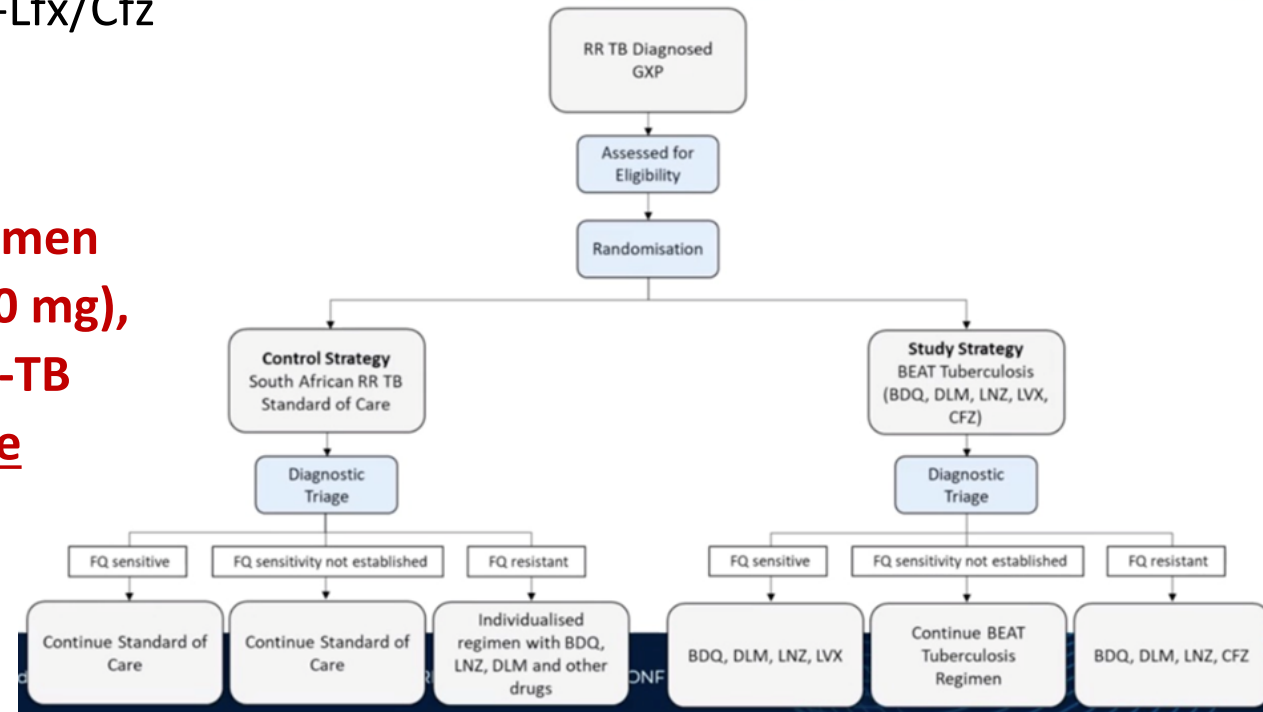 -Lfx/Cfz
men
0 mg),
-TB
e
RR TB Diagnosed
GXP
Assessed for
Eligibility
Randomisation
Control Strategy
South African RR TB
Standard of Care
Study Strategy
BEAT Tuberculosis
(BDQ, DLM, LNZ, LVX,
CFZ)
Diagnostic
Triage
Diagnostic
Triage
FQ sensitive
FQ sensitivity not established
FQ resistant
FQ sensitive
FQ sensitivity not established
FQ resistant
Continue Standard of
Care
Continue Standard of
Care
Individualised
regimen with BDQ,
LNZ, DLM and other
drugs
BDQ, DLM, LNZ, LVX
Continue BEAT
Tuberculosis
Regimen
BDQ, DLM, LNZ, CFZ
ONF